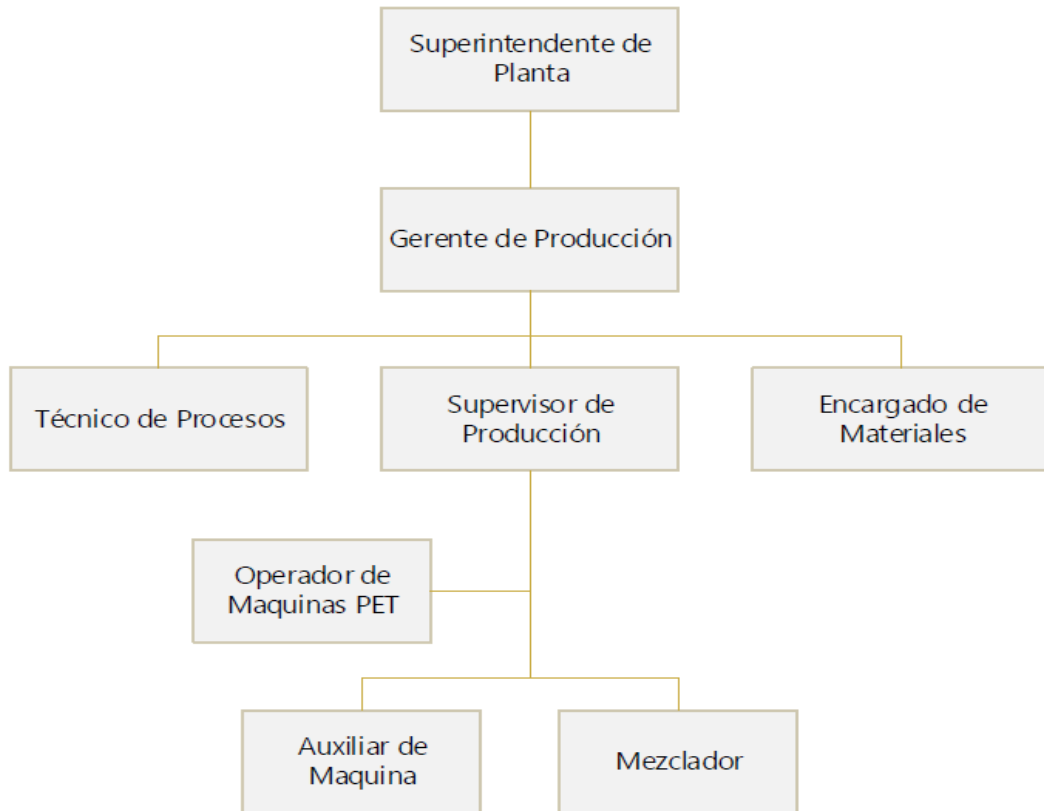 Superintendente de
Planta
Gerente de Producción
Técnico de Procesos
Supervisor de
Producción
Encargado de
Materiales
Operador de
Maquinas PET
Auxiliar de
Maquina
Mezclador